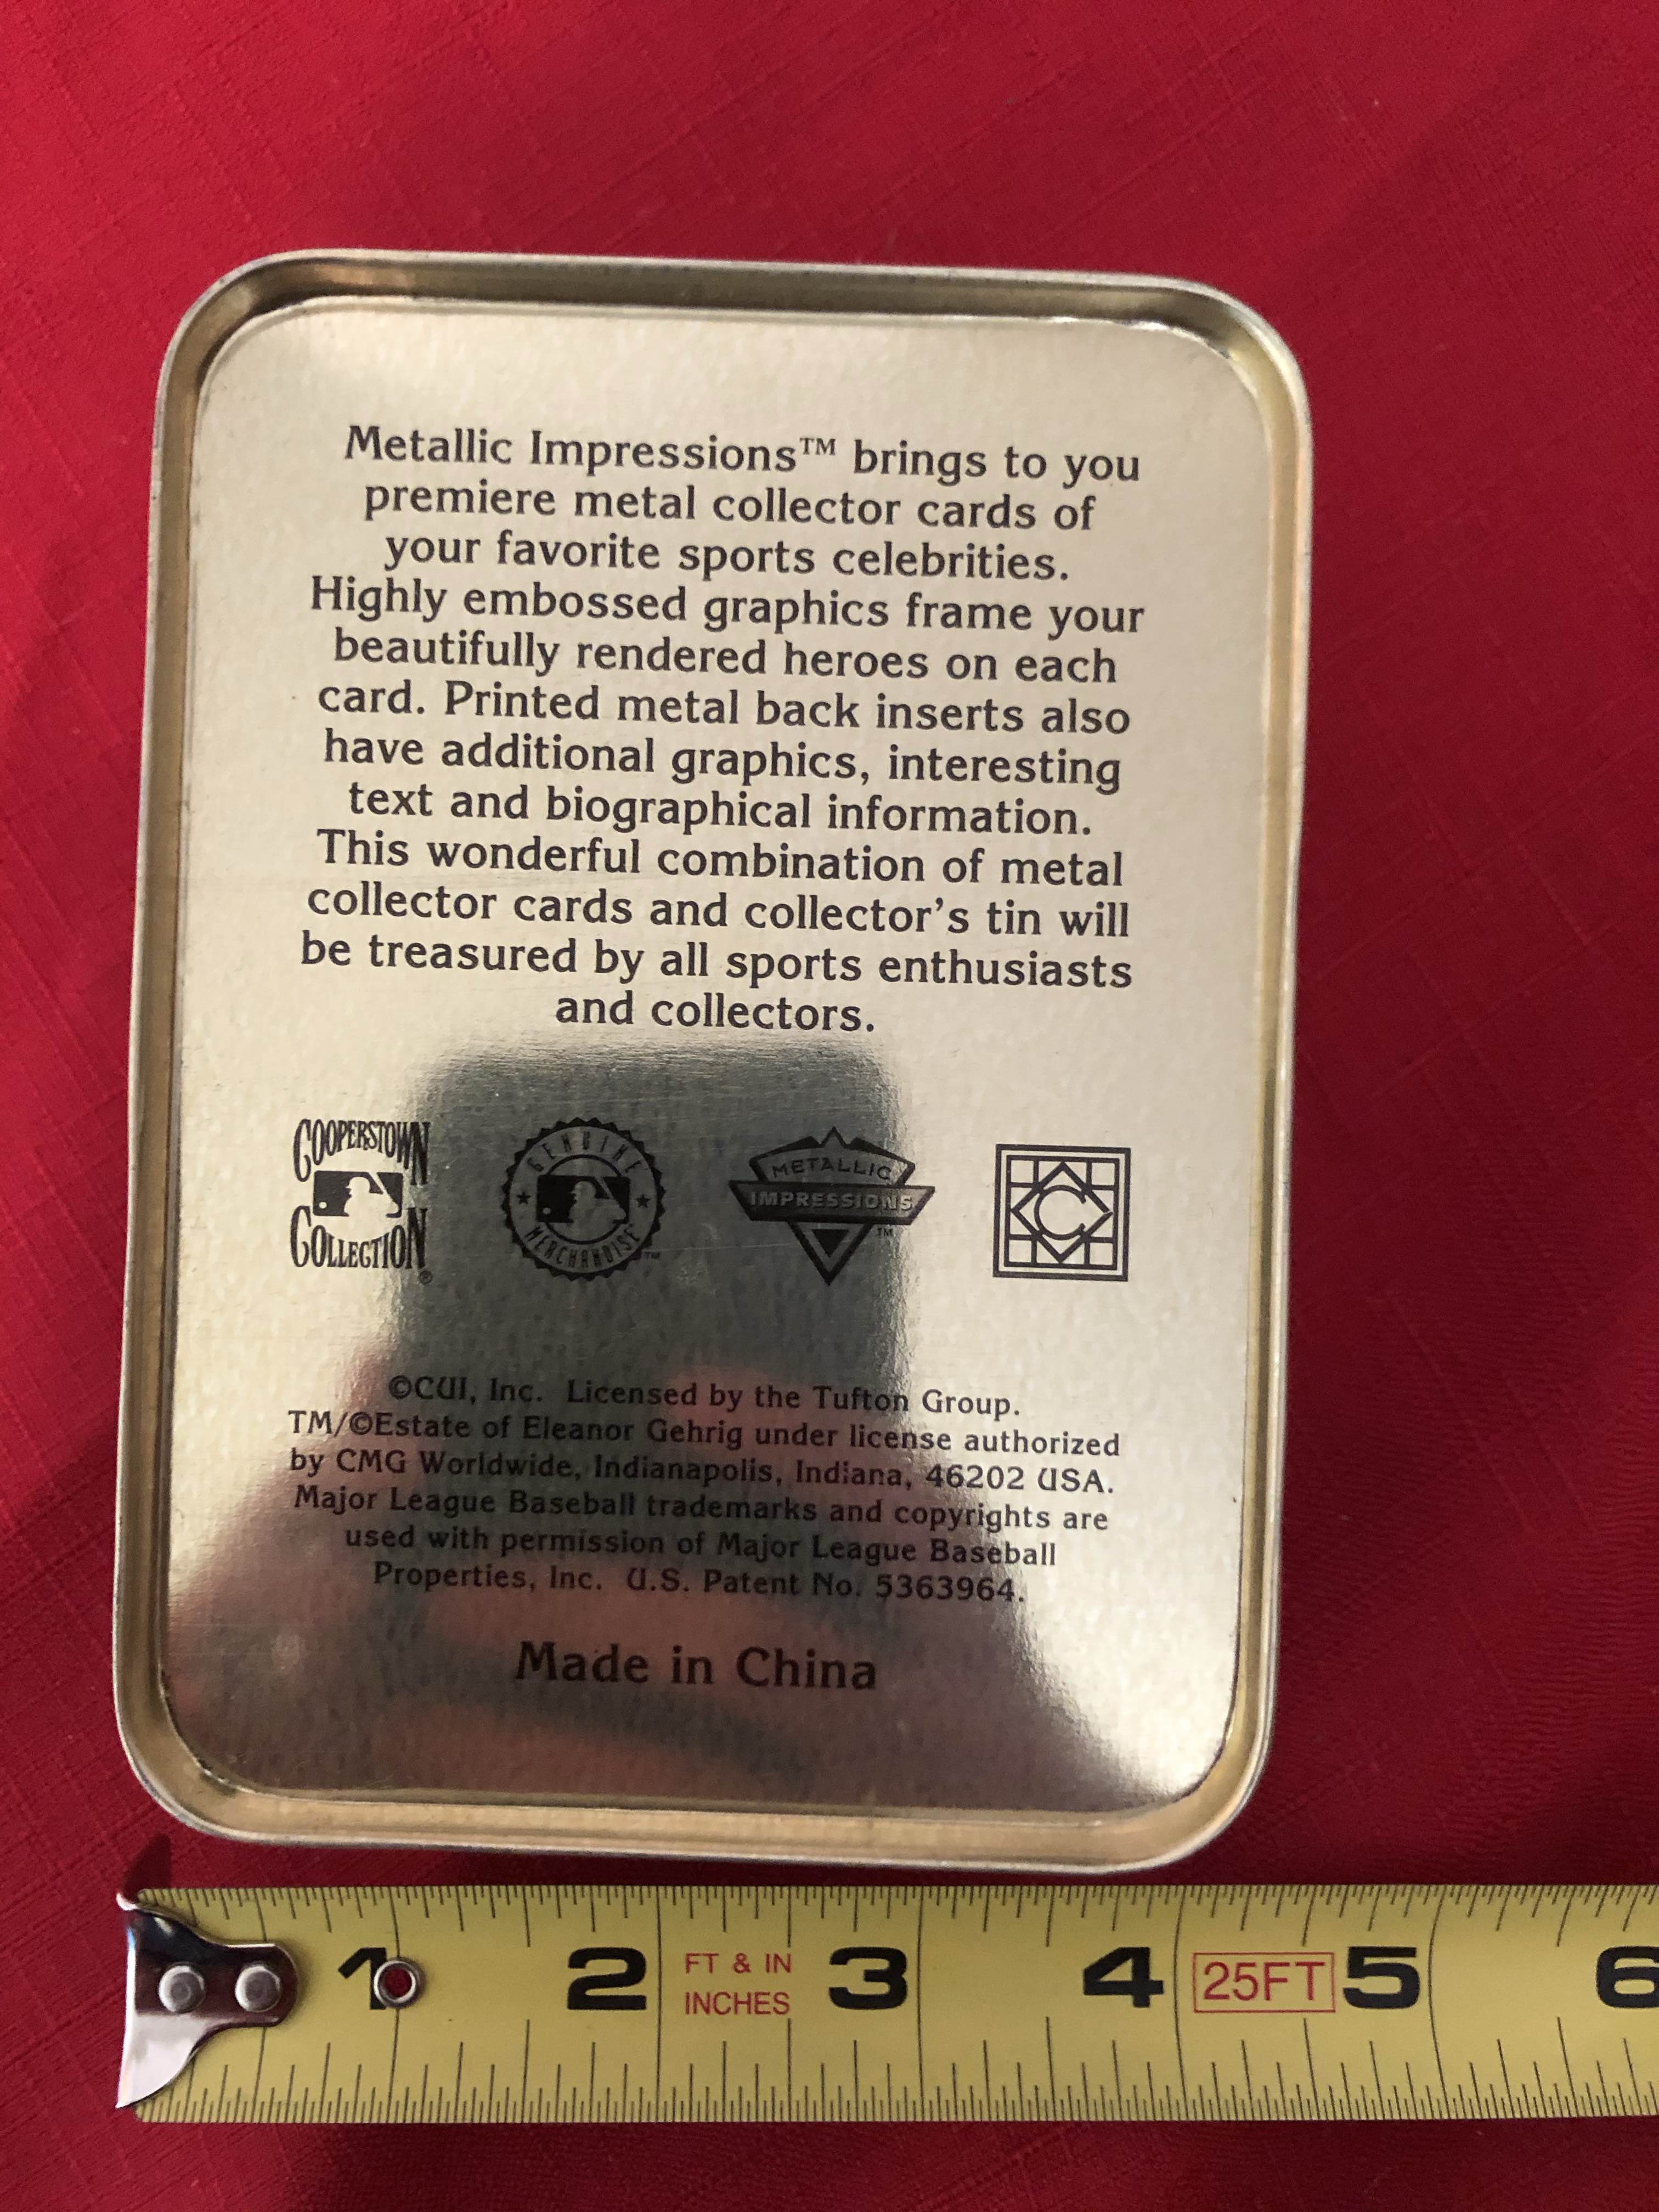 Metallic Impressions™ brings to you
premiere metal collector cards of
your favorite sports celebrities.
Highly embossed graphics frame your
beautifully rendered heroes on each
card. Printed metal back inserts also
have additional graphics, interesting
text and biographical information.
This wonderful combination of metal
collector cards and collector's tin will
be treasured by all sports enthusiasts
and collectors.
COOPERSTOWN
COLLECTION®
GENUINE
MERCHANDISE™
METALLIC
IMPRESSIONS™
C
©CUI, Inc. Licensed by the Tufton Group.
TM/©Estate of Eleanor Gehrig under license authorized
by CMG Worldwide, Indianapolis, Indiana, 46202 USA.
Major League Baseball trademarks and copyrights are
used with permission of Major League Baseball
Properties, Inc. U.S. Patent No. 5363964.
Made in China
1 2 FT & IN 3 4 25FT 5 6
INCHES